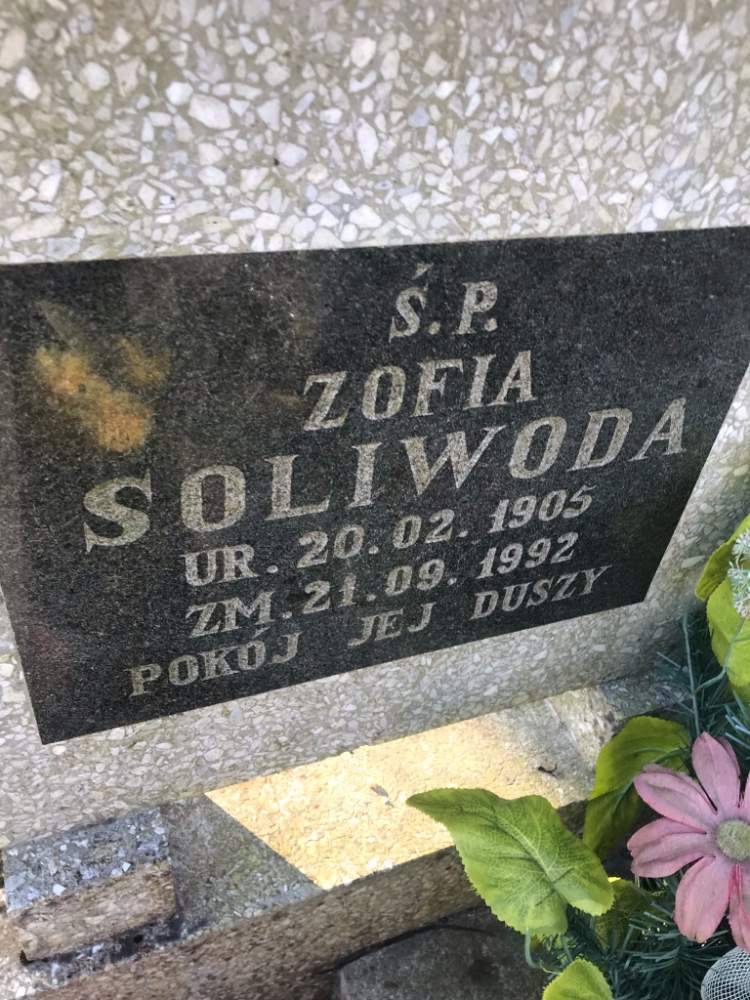 Ś.P.
ZOFIA
SOLIWODA
UR. 20.02.1905
ZM. 21.09.1992
POKÓJ JEJ DUSZY